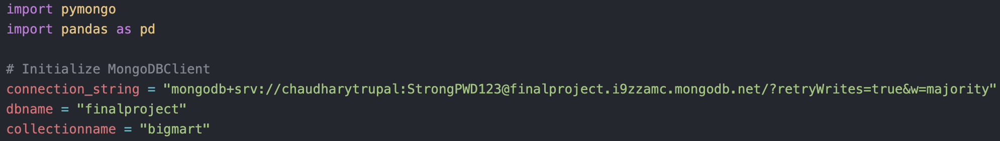 import pymongo
import pandas as pd
# Initialize MongoDBClient
connection_string = "mongodb+srv://chaudharytrupal:StrongPWD123@finalproject.i9zzamc.mongodb.net/?retryWrites=true&w=majority"
dbname = "finalproject"
collectionname = "bigmart"